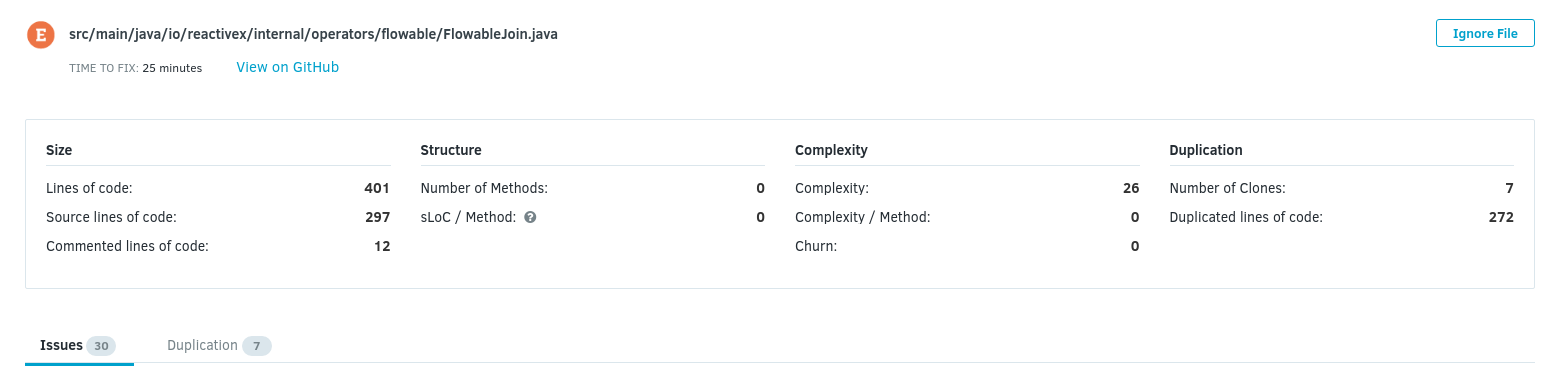 E src/main/java/io/reactivex/internal/operators/flowable/FlowableJoin.java
Ignore File
TIME TO FIX: 25 minutes View on GitHub
Size
Lines of code: 401
Source lines of code: 297
Commented lines of code: 12
Structure
Number of Methods: 0
sLoC / Method: ? 0
Complexity
Complexity: 26
Complexity / Method: 0
Churn: 0
Duplication
Number of Clones: 7
Duplicated lines of code: 272
Issues 30 Duplication 7